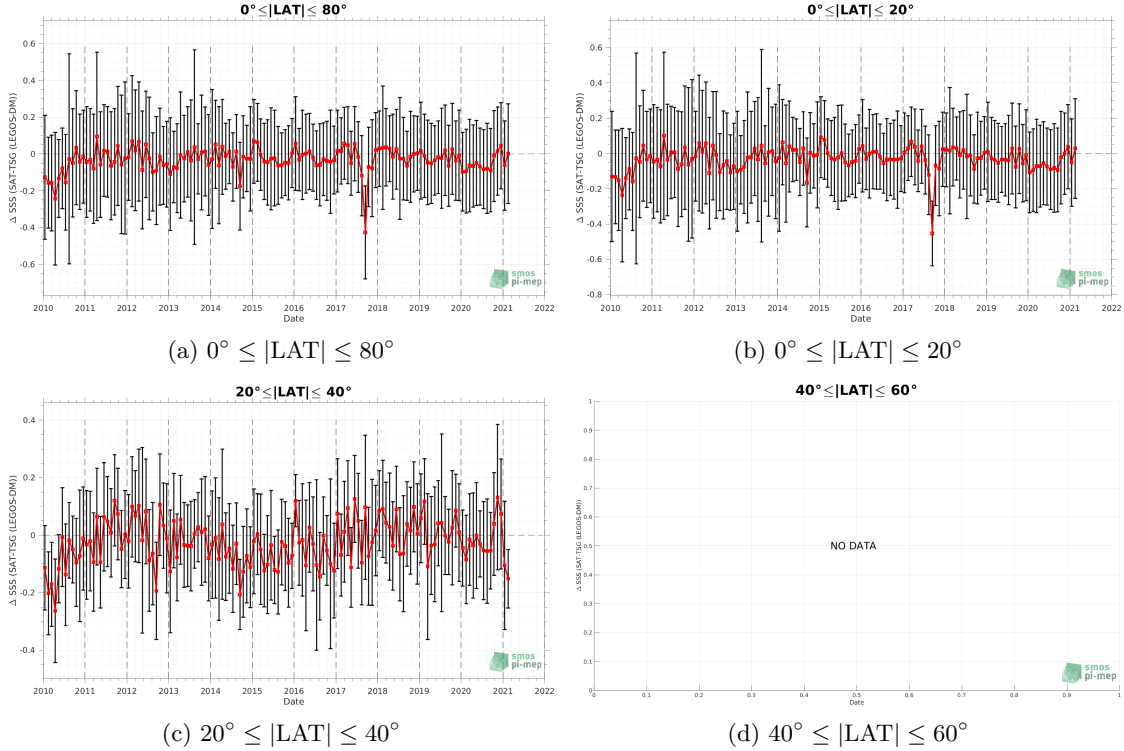 0°≤|LAT|≤ 80°
Δ SSS (SAT-TSG (LEGOS-DM))
0.6
0.4
0.2
0
-0.2
-0.4
-0.6
2010 2011 2012 2013 2014 2015 2016 2017 2018 2019 2020 2021 2022
Date
smos
pi-mep
(a) 0° ≤ |LAT| ≤ 80°
0°≤|LAT|≤ 20°
Δ SSS (SAT-TSG (LEGOS-DM))
0.6
0.4
0.2
0
-0.2
-0.4
-0.6
-0.8
2010 2011 2012 2013 2014 2015 2016 2017 2018 2019 2020 2021 2022
Date
smos
pi-mep
(b) 0° ≤ |LAT| ≤ 20°
20°≤|LAT|≤ 40°
Δ SSS (SAT-TSG (LEGOS-DM))
0.4
0.2
0
-0.2
-0.4
2010 2011 2012 2013 2014 2015 2016 2017 2018 2019 2020 2021 2022
Date
smos
pi-mep
(c) 20° ≤ |LAT| ≤ 40°
40°≤|LAT|≤ 60°
Δ SSS (SAT-TSG (LEGOS-DM))
1
0.9
0.8
0.7
0.6
0.5
0.4
0.3
0.2
0.1
0
NO DATA
0 0.1 0.2 0.3 0.4 0.5 0.6 0.7 0.8 0.9 1
Date
smos
pi-mep
(d) 40° ≤ |LAT| ≤ 60°